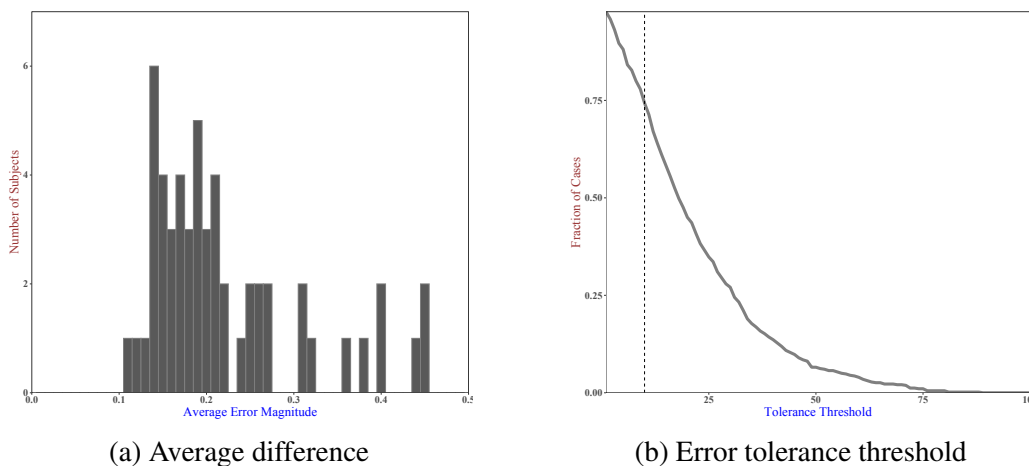 Number of Subjects
6
4
2
0
0.0
0.1
0.2
0.3
0.4
0.5
Average Error Magnitude
(a) Average difference
Fraction of Cases
0.75
0.50
0.25
0.00
25
50
75
Tolerance Threshold
(b) Error tolerance threshold